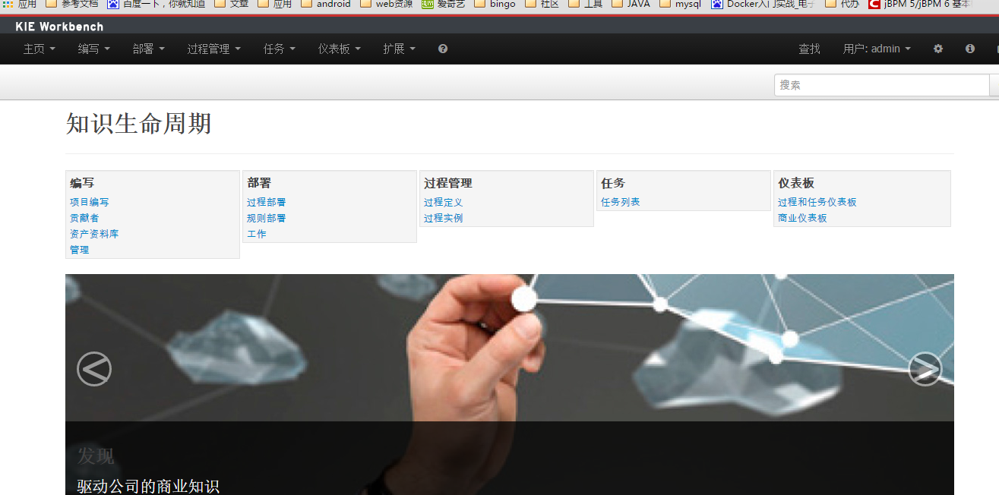 应用 参考文档 百度一下，你就知道 文章 应用 android web资源 爱奇艺 bingo 社区 工具 JAVA mysql Docker入门实战_电子 代办 jBPM 5/jBPM 6 基本
KIE Workbench
主页 编写 部署 过程管理 任务 仪表板 扩展 查找 用户: admin
搜索
知识生命周期
编写 部署 过程管理 任务 仪表板
项目编写 过程部署 过程定义 任务列表 过程和任务仪表板
贡献者 规则部署 过程实例 商业仪表板
资产资料库 工作
管理
发现
驱动公司的商业知识